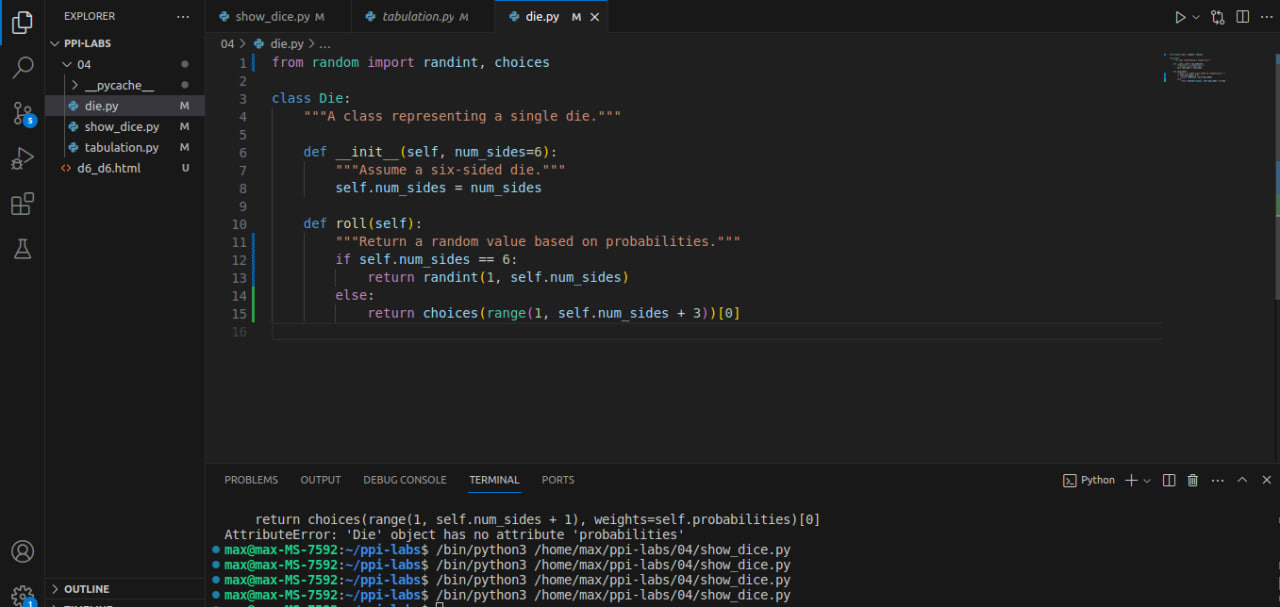 EXPLORER
PPI-LABS
04
__pycache__
die.py M
show_dice.py M
tabulation.py M
d6_d6.html U
OUTLINE
show_dice.py M
tabulation.py M
die.py M
04 > die.py > ...
1 from random import randint, choices
2
3 class Die:
4 """A class representing a single die."""
5
6 def __init__(self, num_sides=6):
7 """Assume a six-sided die."""
8 self.num_sides = num_sides
9
10 def roll(self):
11 """Return a random value based on probabilities."""
12 if self.num_sides == 6:
13 return randint(1, self.num_sides)
14 else:
15 return choices(range(1, self.num_sides + 3))[0]
16
PROBLEMS OUTPUT DEBUG CONSOLE TERMINAL PORTS
Python
return choices(range(1, self.num_sides + 1), weights=self.probabilities)[0]
AttributeError: 'Die' object has no attribute 'probabilities'
max@max-MS-7592:~/ppi-labs$ /bin/python3 /home/max/ppi-labs/04/show_dice.py
max@max-MS-7592:~/ppi-labs$ /bin/python3 /home/max/ppi-labs/04/show_dice.py
max@max-MS-7592:~/ppi-labs$ /bin/python3 /home/max/ppi-labs/04/show_dice.py
max@max-MS-7592:~/ppi-labs$ /bin/python3 /home/max/ppi-labs/04/show_dice.py
5
1